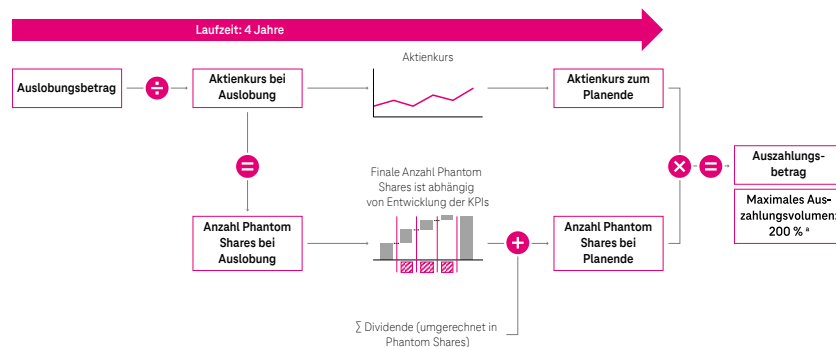 Laufzeit: 4 Jahre
Aktienkurs
Auslobungsbetrag
÷
Aktienkurs bei
Auslobung
Aktienkurs zum
Planende
=
Finale Anzahl Phantom
Shares ist abhängig
von Entwicklung der KPIs
×
=
Auszahlungs-
betrag
Maximales Aus-
zahlungsvolumen:
200 % a
Anzahl Phantom
Shares bei
Auslobung
+
Anzahl Phantom
Shares bei
Planende
∑ Dividende (umgerechnet in
Phantom Shares)